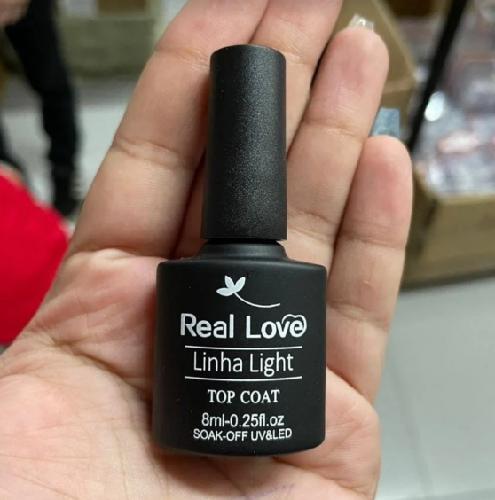 Real Love
Linha Light
TOP COAT
8ml-0.25fl.oz
SOAK-OFF UV&LED